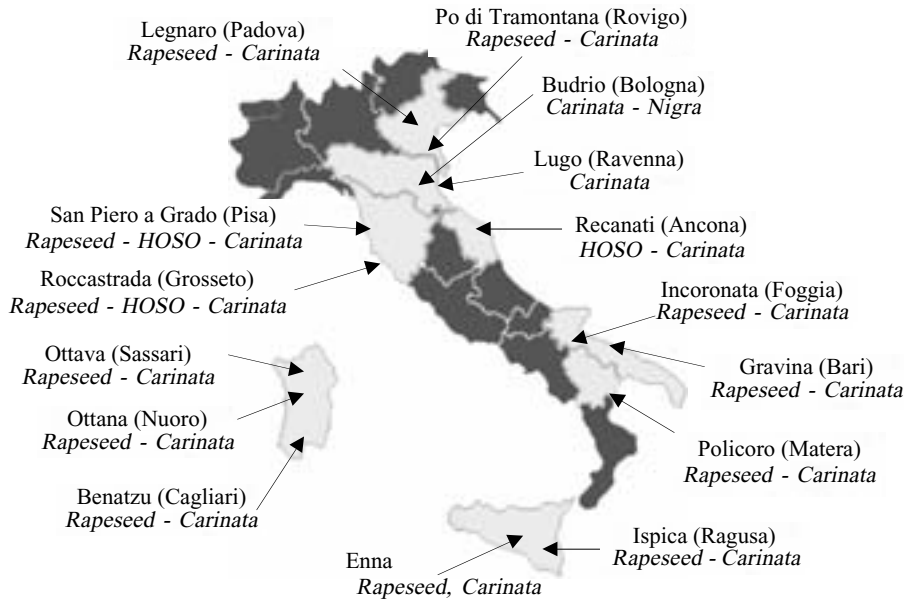 Legnaro (Padova)
Rapeseed - Carinata
Po di Tramontana (Rovigo)
Rapeseed - Carinata
Budrio (Bologna)
Carinata - Nigra
Lugo (Ravenna)
Carinata
San Piero a Grado (Pisa)
Rapeseed - HOSO - Carinata
Recanati (Ancona)
HOSO - Carinata
Roccastrada (Grosseto)
Rapeseed - HOSO - Carinata
Incoronata (Foggia)
Rapeseed - Carinata
Ottava (Sassari)
Rapeseed - Carinata
Gravina (Bari)
Rapeseed - Carinata
Ottana (Nuoro)
Rapeseed - Carinata
Policoro (Matera)
Rapeseed - Carinata
Benatzu (Cagliari)
Rapeseed - Carinata
Ispica (Ragusa)
Rapeseed - Carinata
Enna
Rapeseed, Carinata